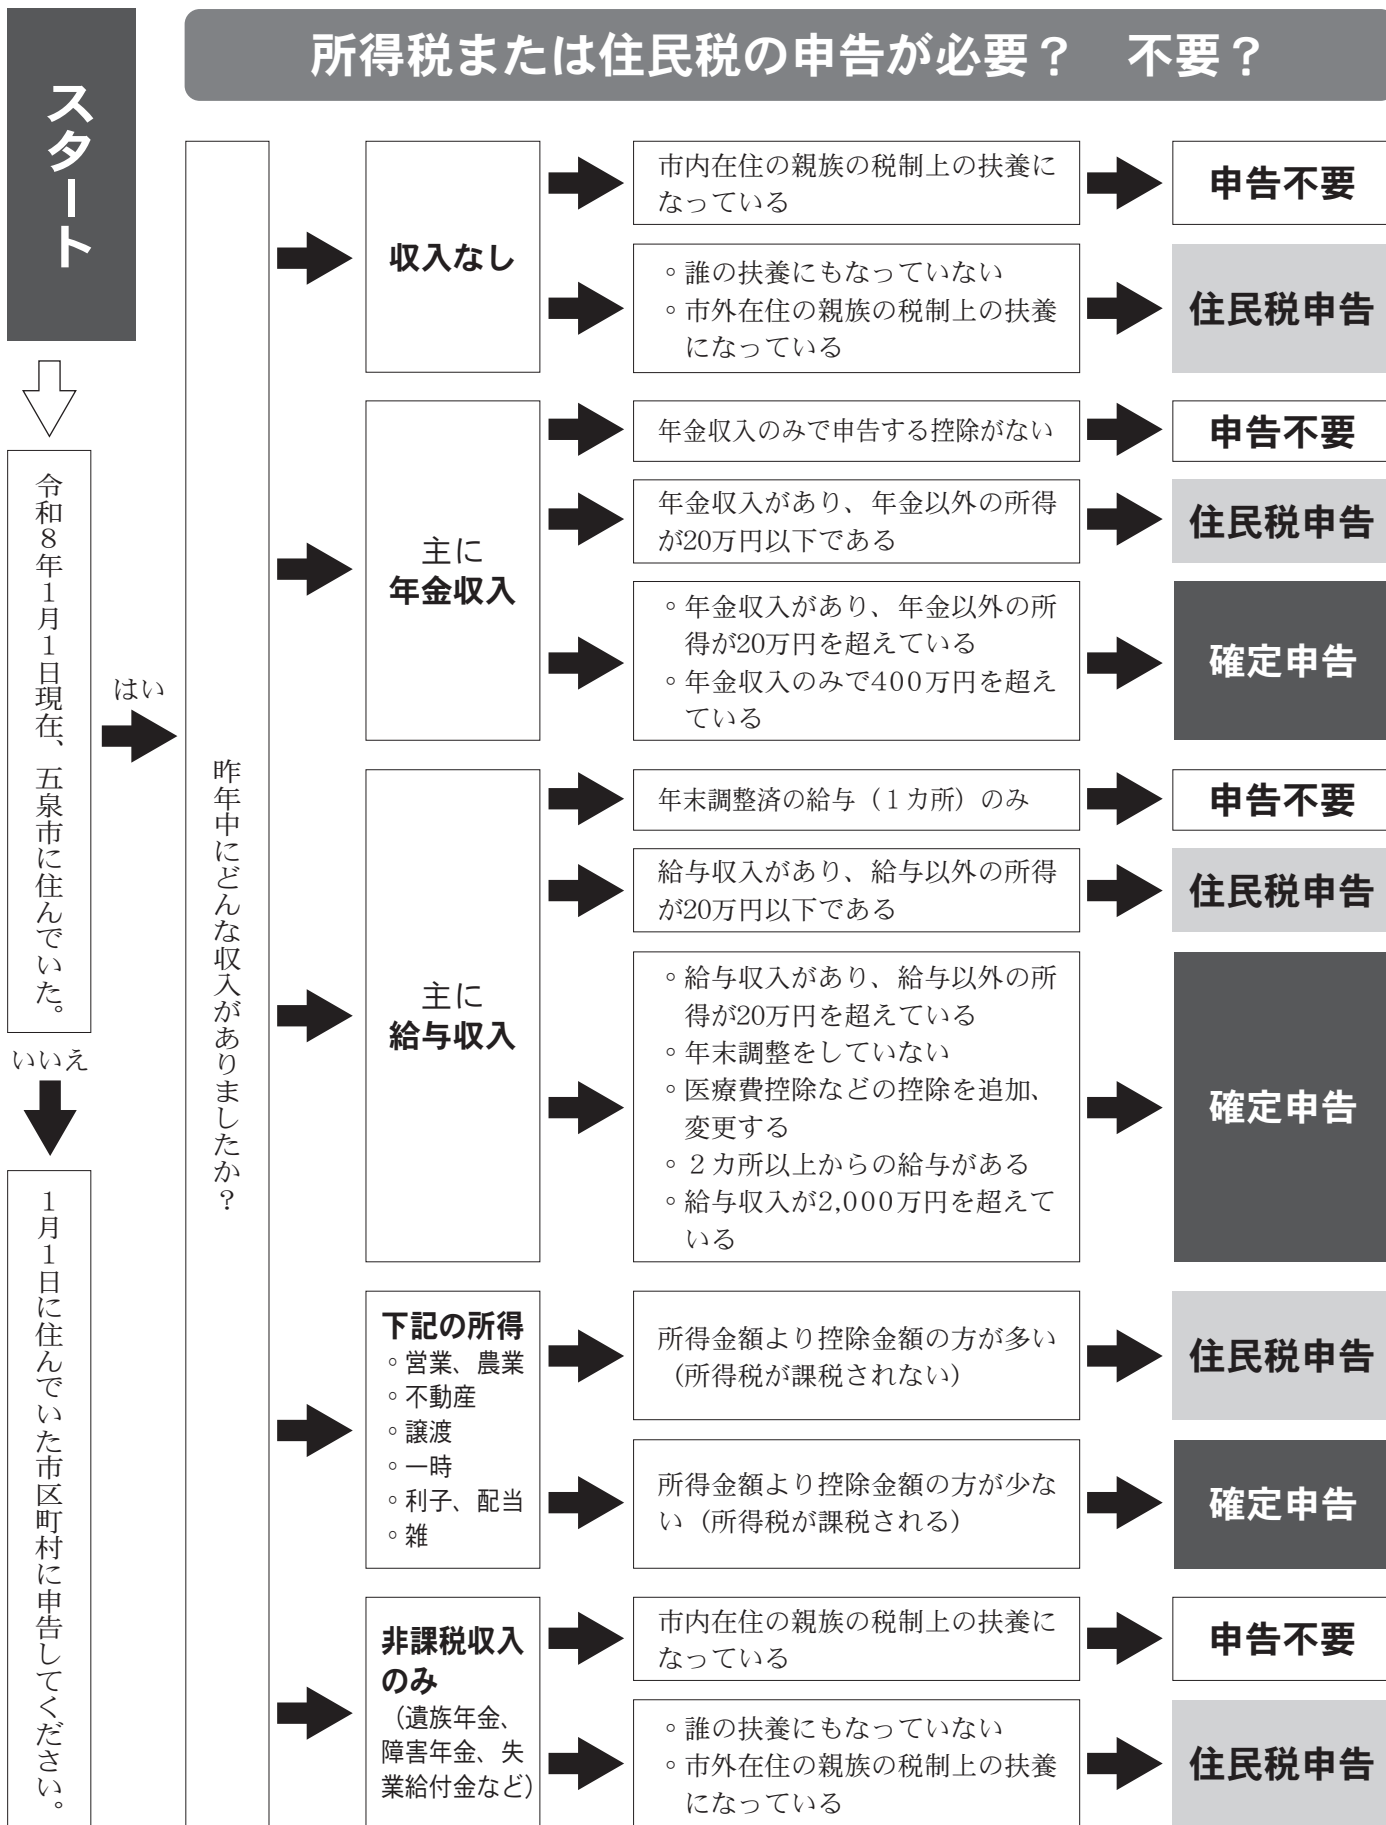 所得税または住民税の申告が必要？　不要？
スタート
令和８年１月１日現在、五泉市に住んでいた。
はい
いいえ
１月１日に住んでいた市区町村に申告してください。
昨年中にどんな収入がありましたか？
収入なし
市内在住の親族の税制上の扶養に
なっている
申告不要
◦誰の扶養にもなっていない
◦市外在住の親族の税制上の扶養
になっている
住民税申告
主に
年金収入
年金収入のみで申告する控除がない
申告不要
年金収入があり、年金以外の所得
が20万円以下である
住民税申告
◦年金収入があり、年金以外の所
得が20万円を超えている
◦年金収入のみで400万円を超え
ている
確定申告
主に
給与収入
年末調整済の給与（１カ所）のみ
申告不要
給与収入があり、給与以外の所得
が20万円以下である
住民税申告
◦給与収入があり、給与以外の所
得が20万円を超えている
◦年末調整をしていない
◦医療費控除などの控除を追加、
変更する
◦２カ所以上からの給与がある
◦給与収入が2,000万円を超えて
いる
確定申告
下記の所得
◦営業、農業
◦不動産
◦譲渡
◦一時
◦利子、配当
◦雑
所得金額より控除金額の方が多い
（所得税が課税されない）
住民税申告
所得金額より控除金額の方が少な
い（所得税が課税される）
確定申告
非課税収入
のみ
（遺族年金、
障害年金、失
業給付金など）
市内在住の親族の税制上の扶養に
なっている
申告不要
◦誰の扶養にもなっていない
◦市外在住の親族の税制上の扶養
になっている
住民税申告